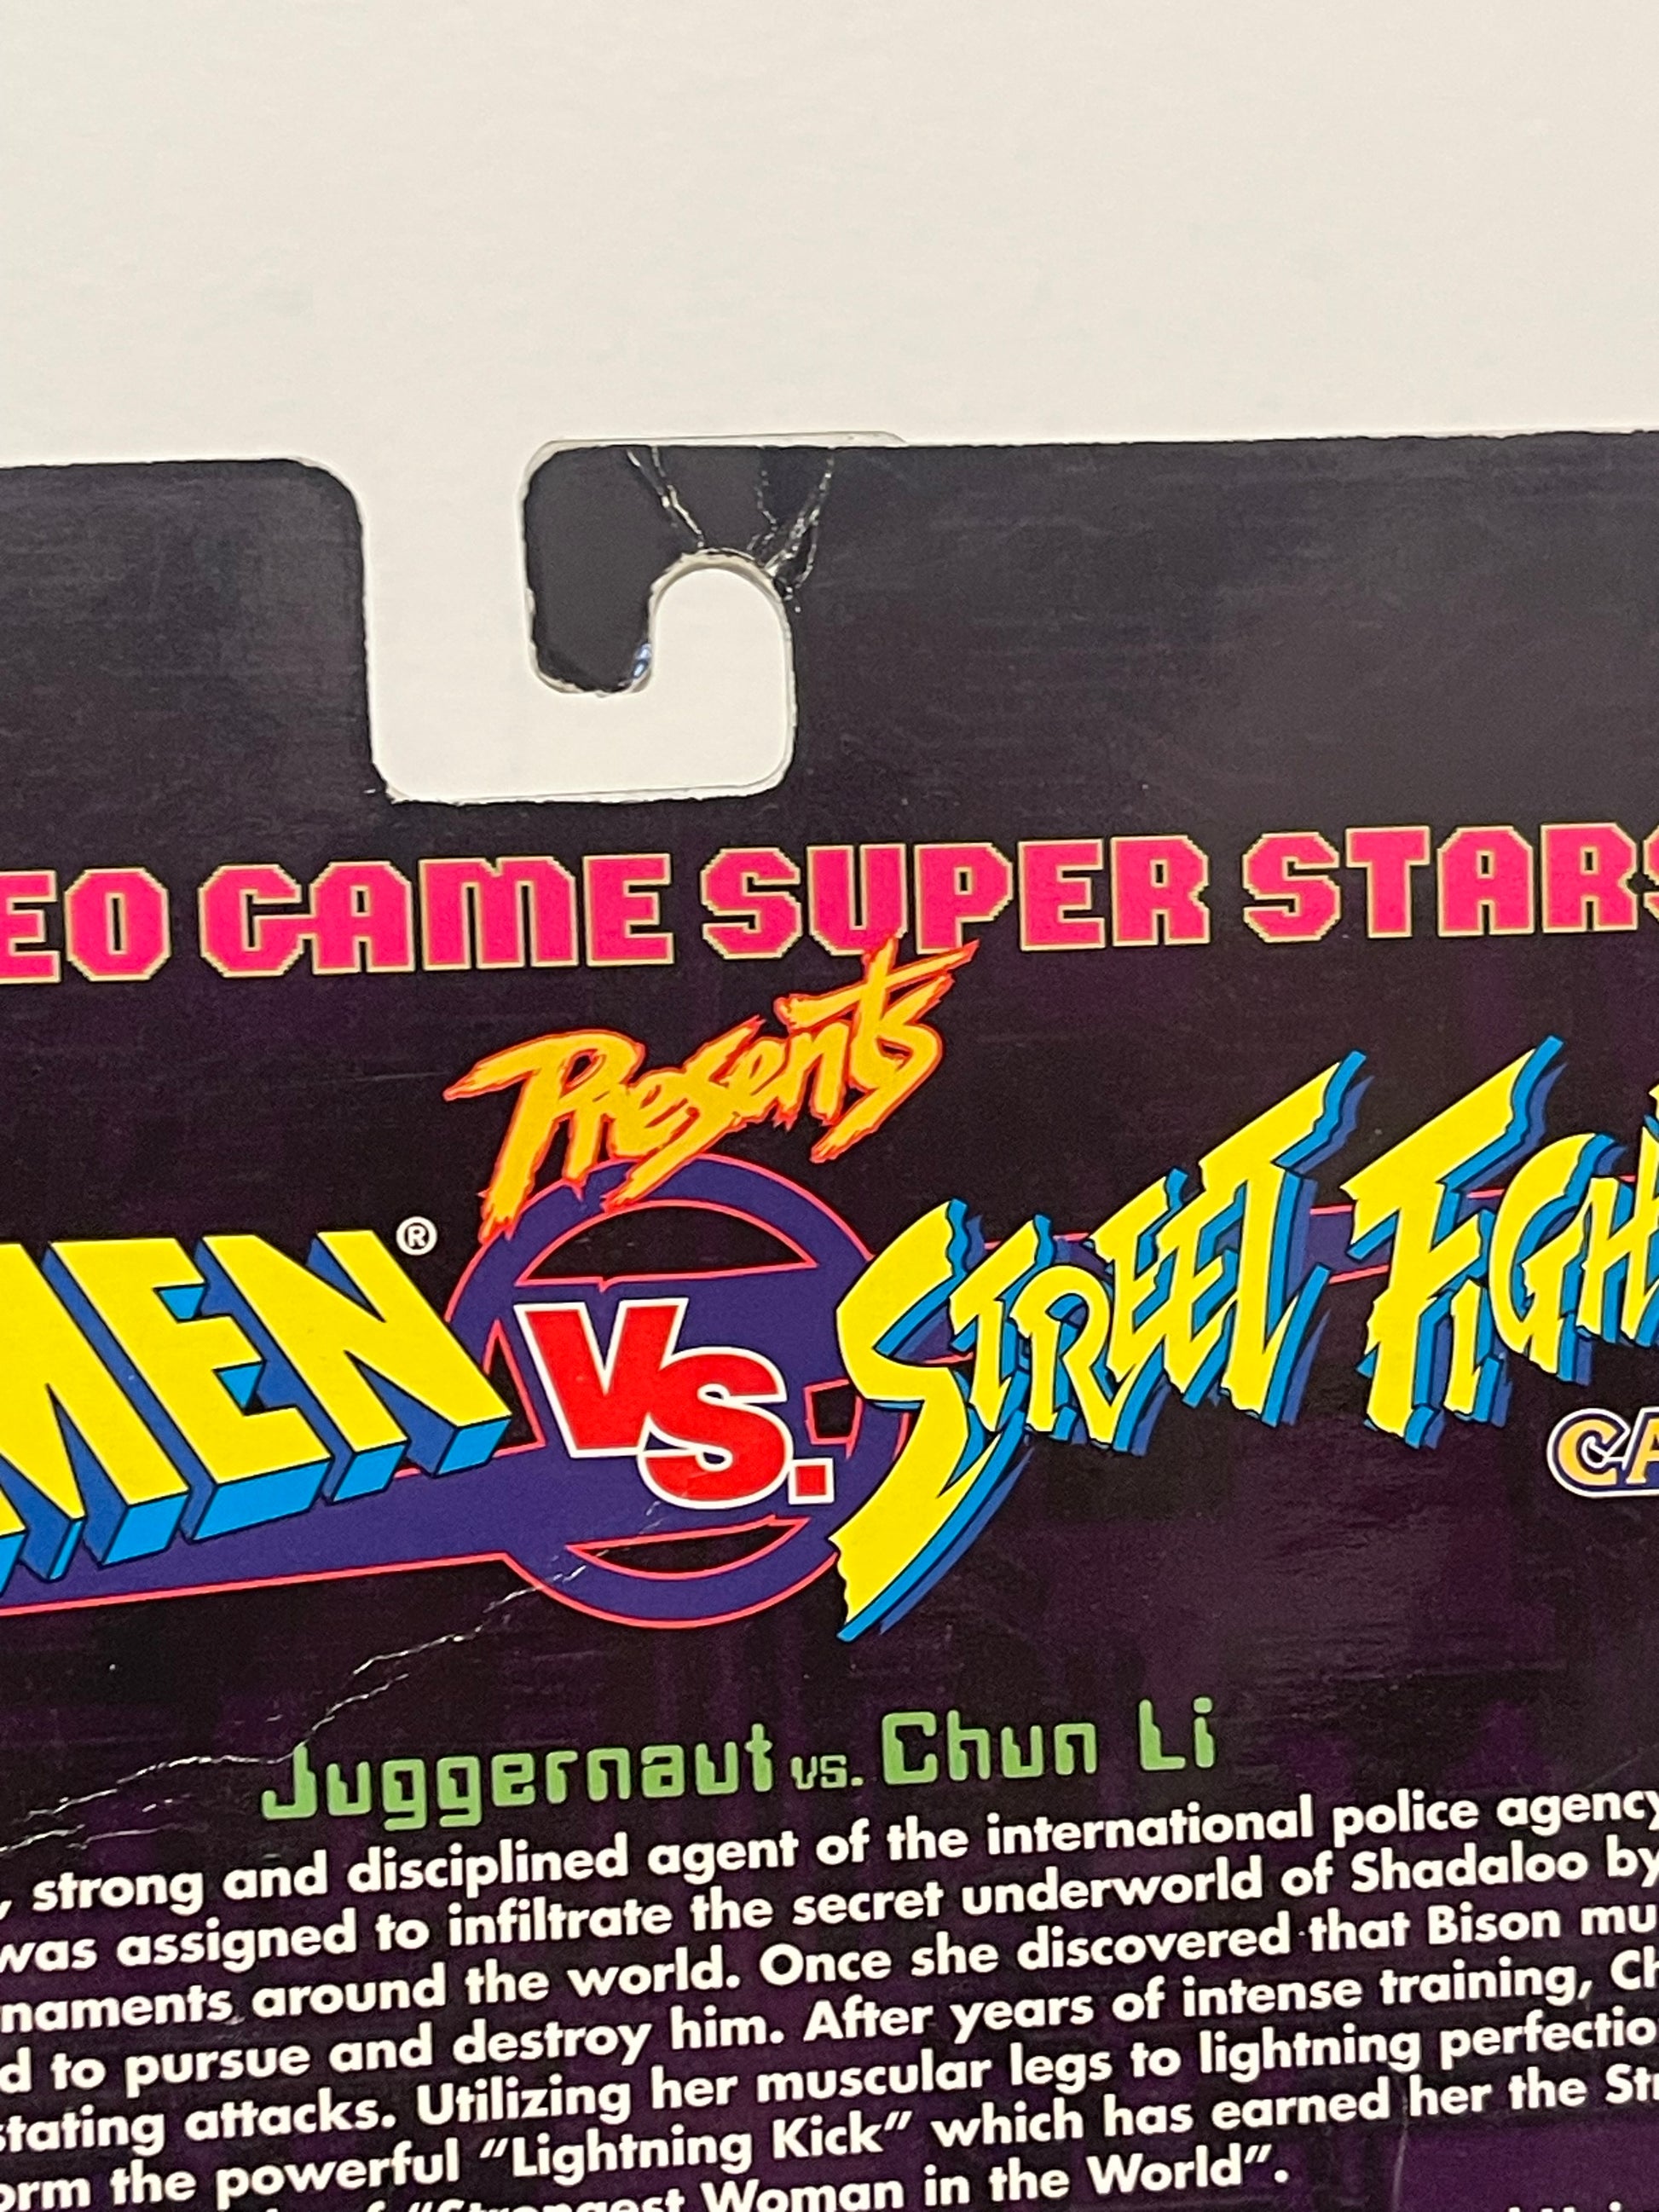 EO GAME SUPER STARS
Presents
MEN® VS. STREET FIGH
CA
Juggernaut vs. Chun Li
, strong and disciplined agent of the international police agency
was assigned to infiltrate the secret underworld of Shadaloo by
naments around the world. Once she discovered that Bison mu
d to pursue and destroy him. After years of intense training, Ch
stating attacks. Utilizing her muscular legs to lightning perfectio
orm the powerful “Lightning Kick” which has earned her the Str
“Strongest Woman in the World”.